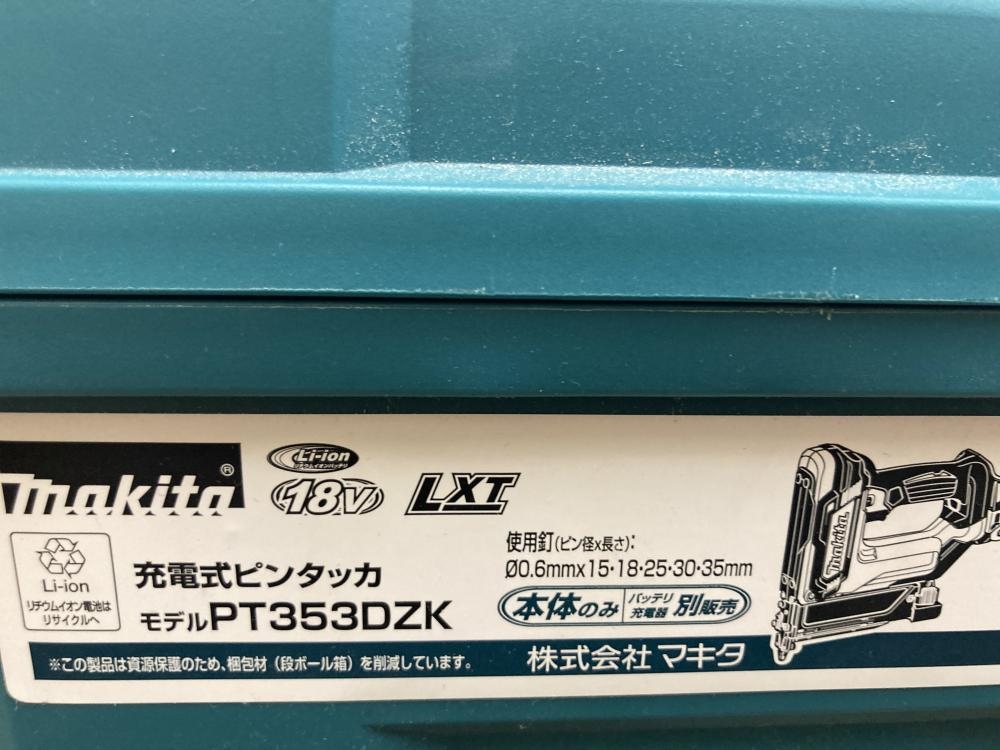 makita®
Li-ion
リチウムイオンバッテリ
18V
LXT
Li-ion
リチウムイオン電池は
リサイクルへ
充電式ピンタッカ
モデルPT353DZK
使用釘(ピン径x長さ):
Ø0.6mmx15・18・25・30・35mm
本体のみ バッテリ 充電器 別販売
※この製品は資源保護のため、梱包材(段ボール箱)を削減しています。
株式会社 マキタ
makita